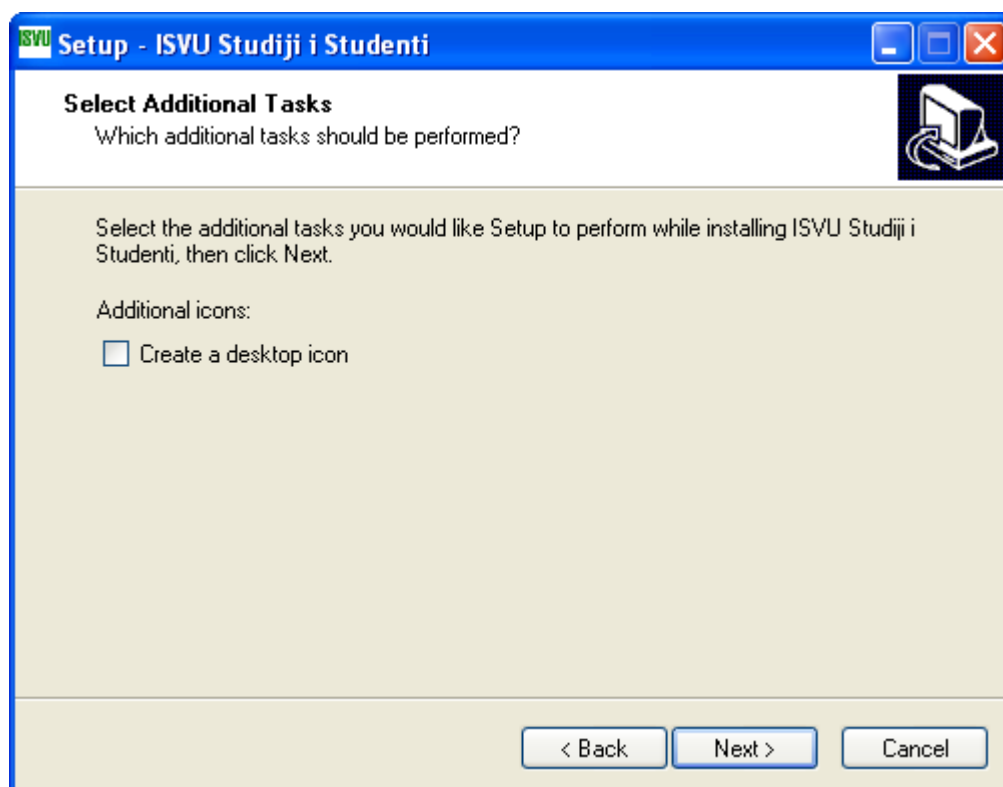 ISVU Setup - ISVU Studiji i Studenti
Select Additional Tasks
Which additional tasks should be performed?
Select the additional tasks you would like Setup to perform while installing ISVU Studiji i
Studenti, then click Next.
Additional icons:
Create a desktop icon
< Back Next > Cancel